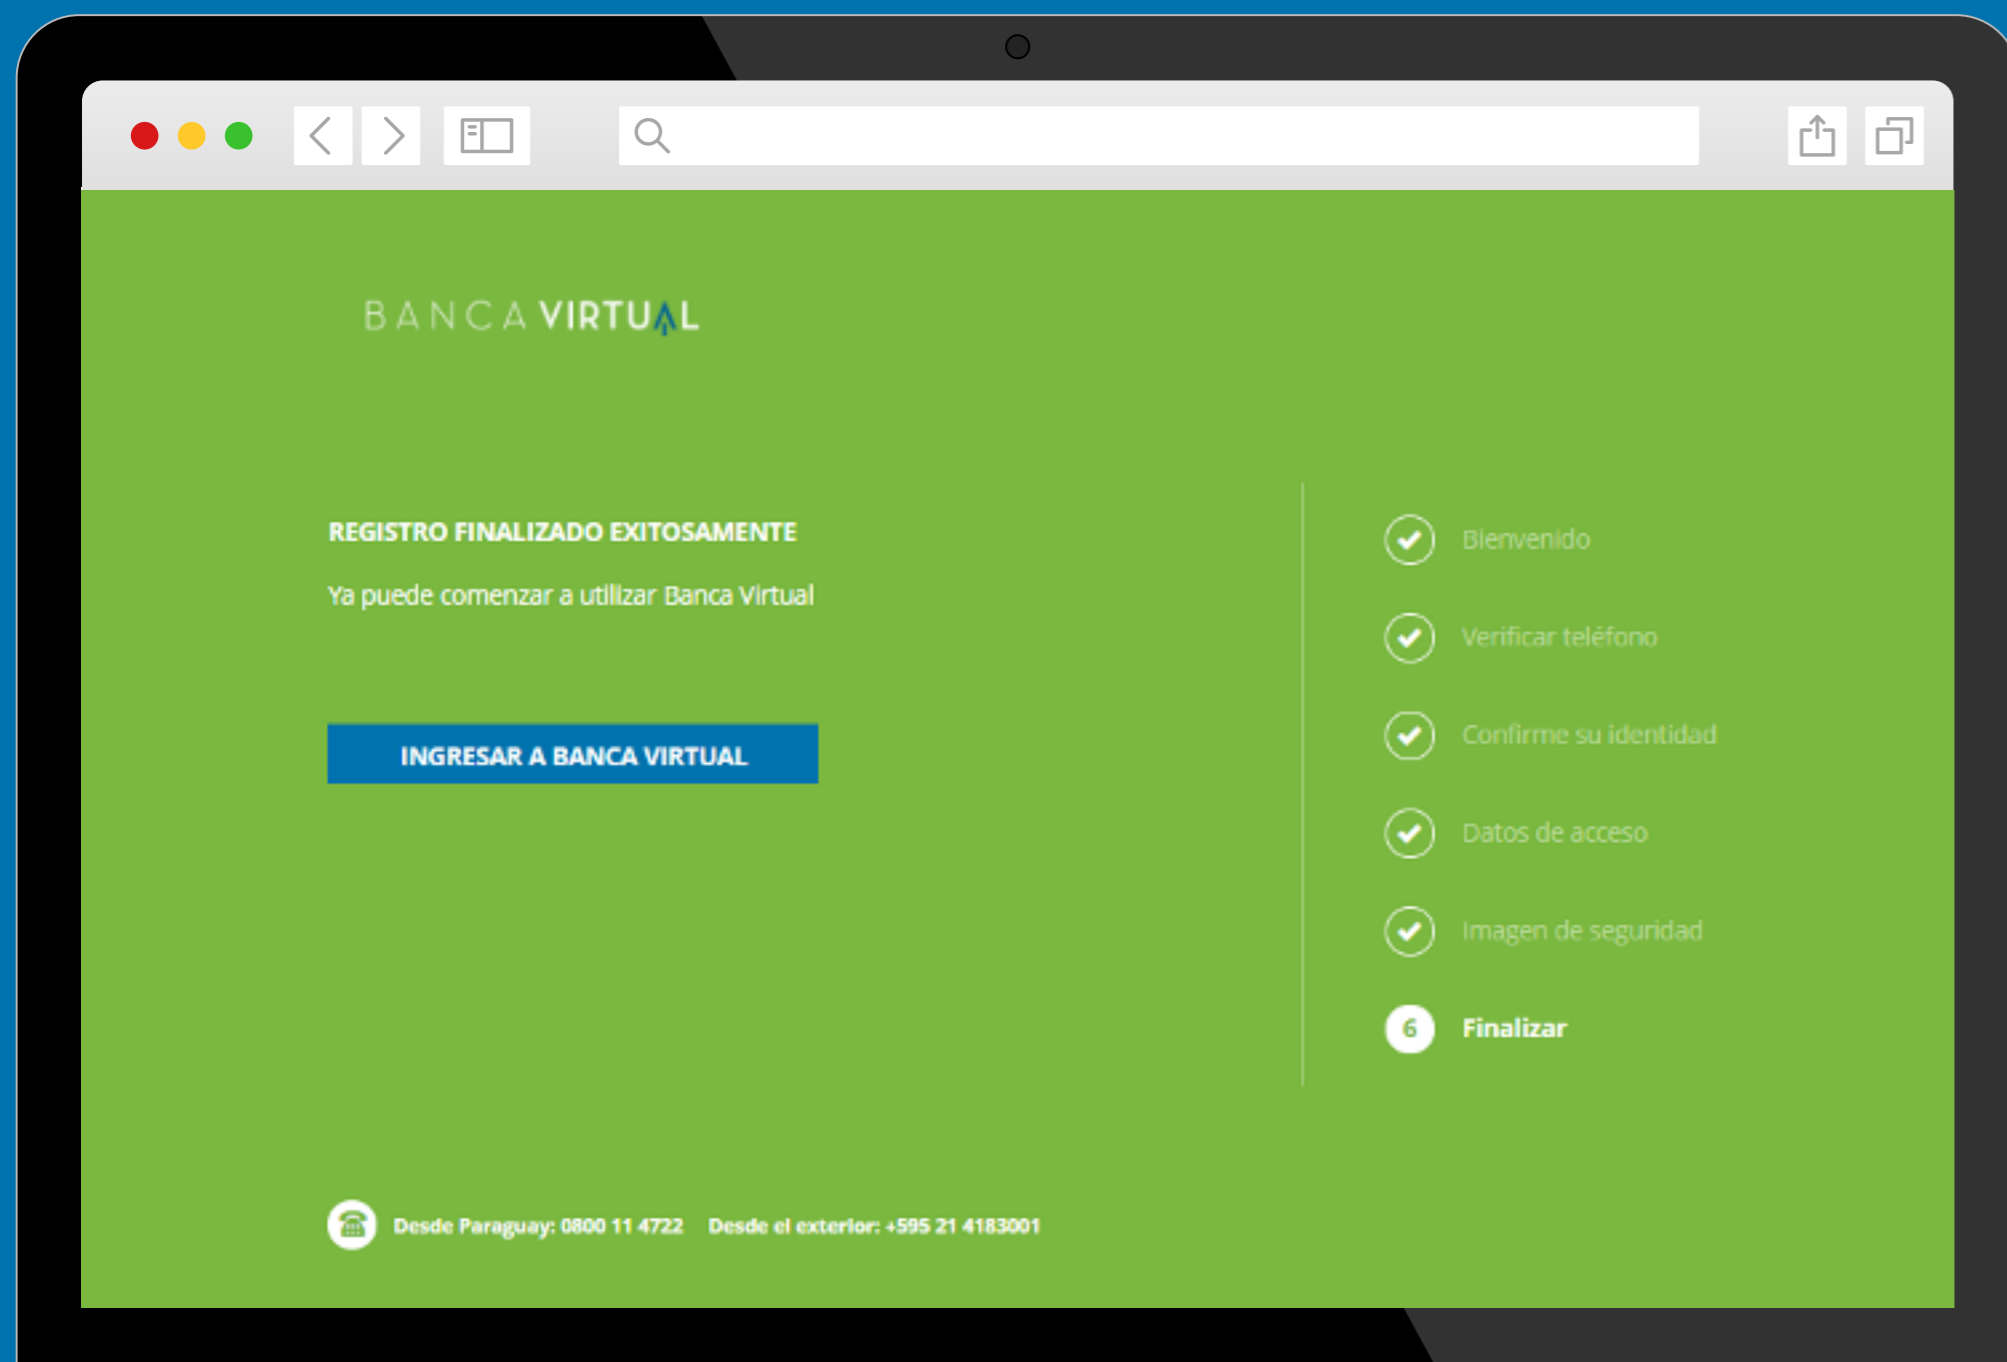 BANCA VIRTUAL
REGISTRO FINALIZADO EXITOSAMENTE
Ya puede comenzar a utilizar Banca Virtual
INGRESAR A BANCA VIRTUAL
Bienvenido
Verificar teléfono
Confirme su identidad
Datos de acceso
Imagen de seguridad
6 Finalizar
Desde Paraguay: 0800 11 4722 Desde el exterior: +595 21 4183001